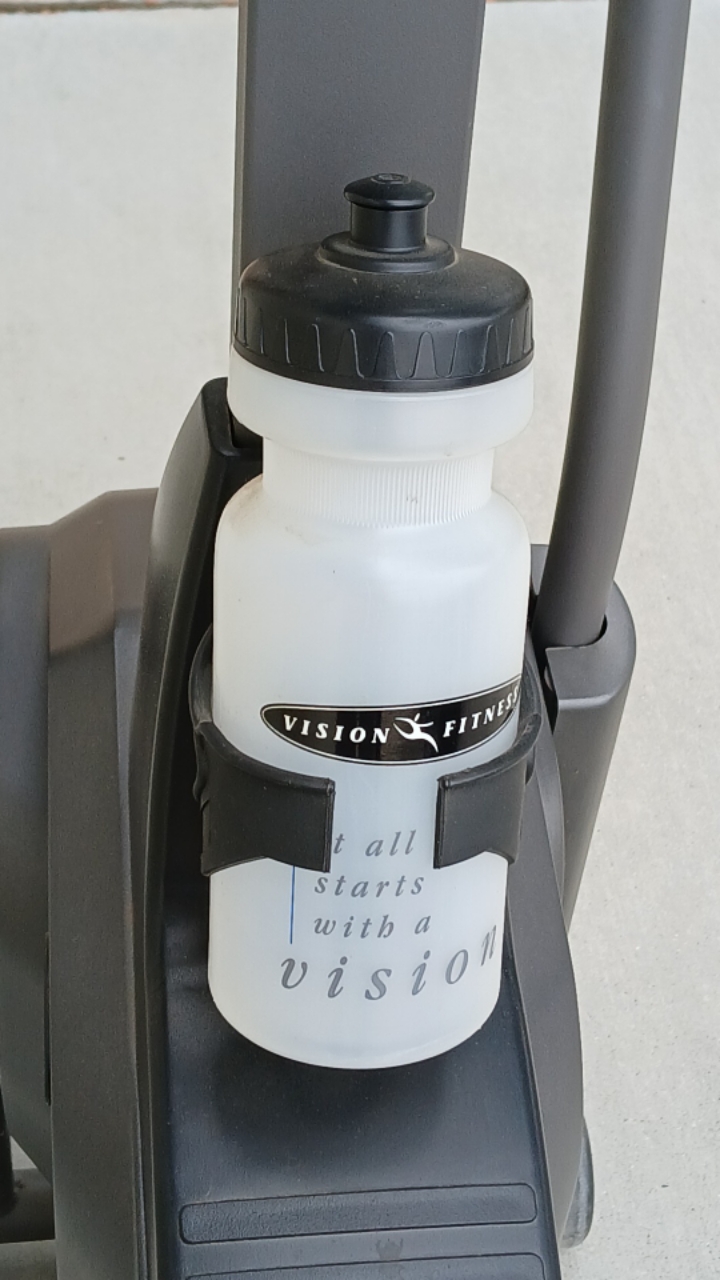 VISION FITNESS
t all
starts
with a
vision